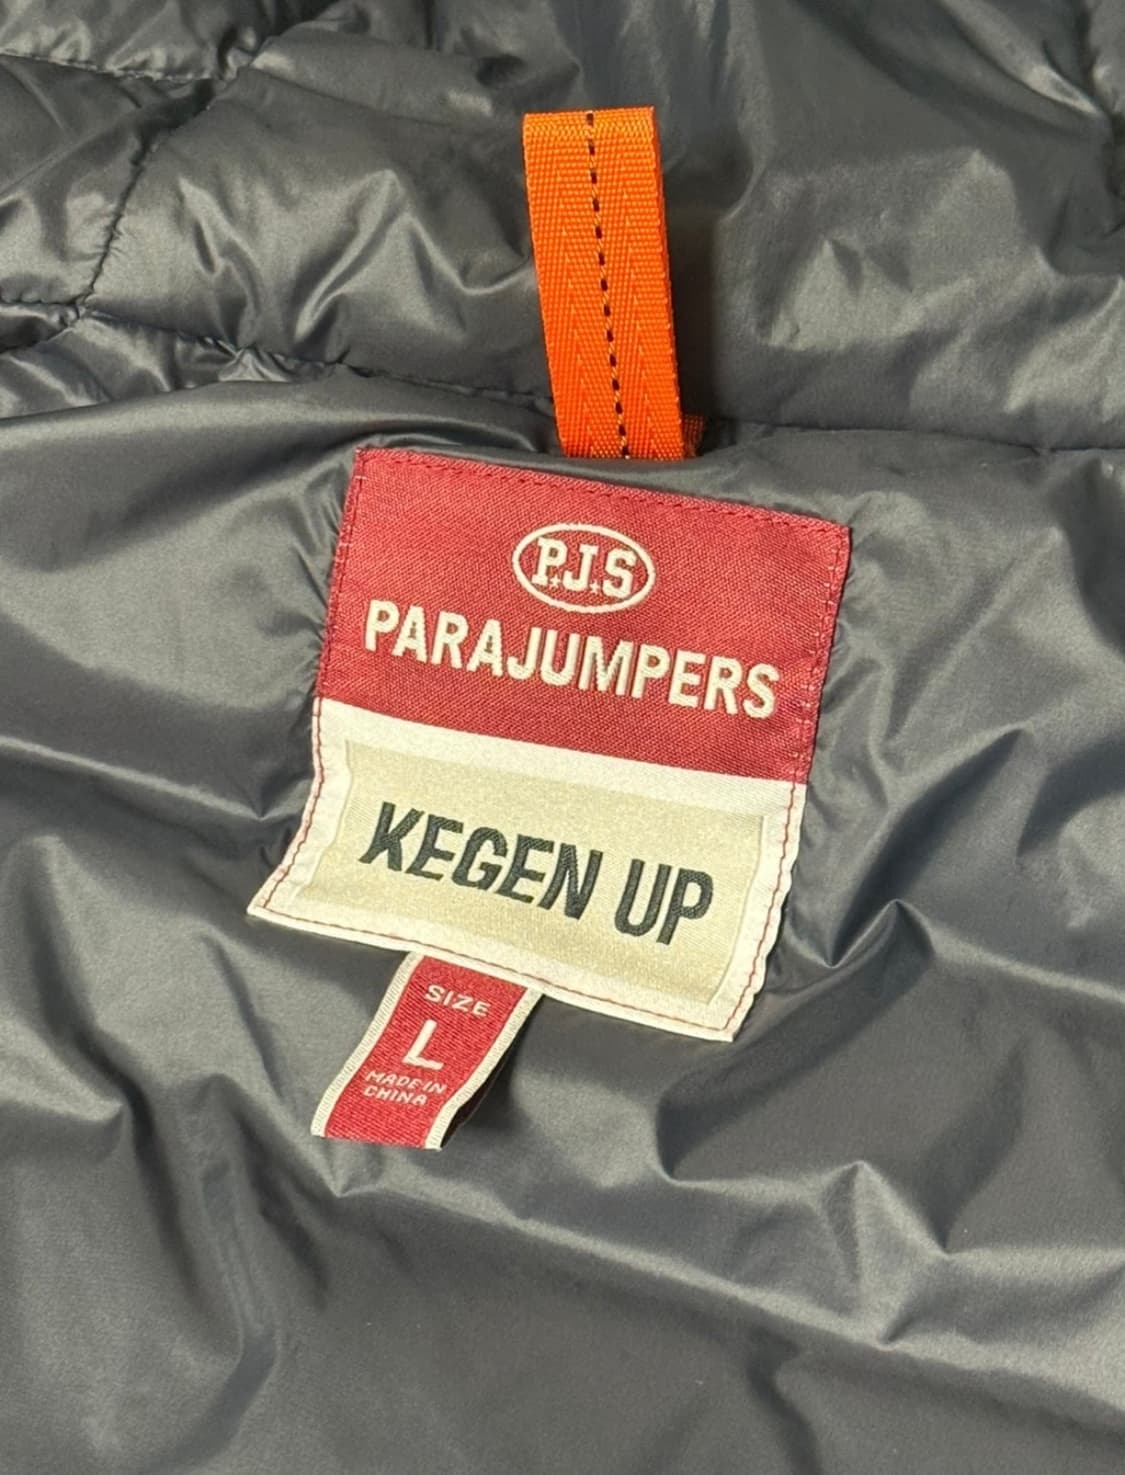 P.J.S
PARAJUMPERS
KEGEN UP
SIZE
L
MADE IN
CHINA